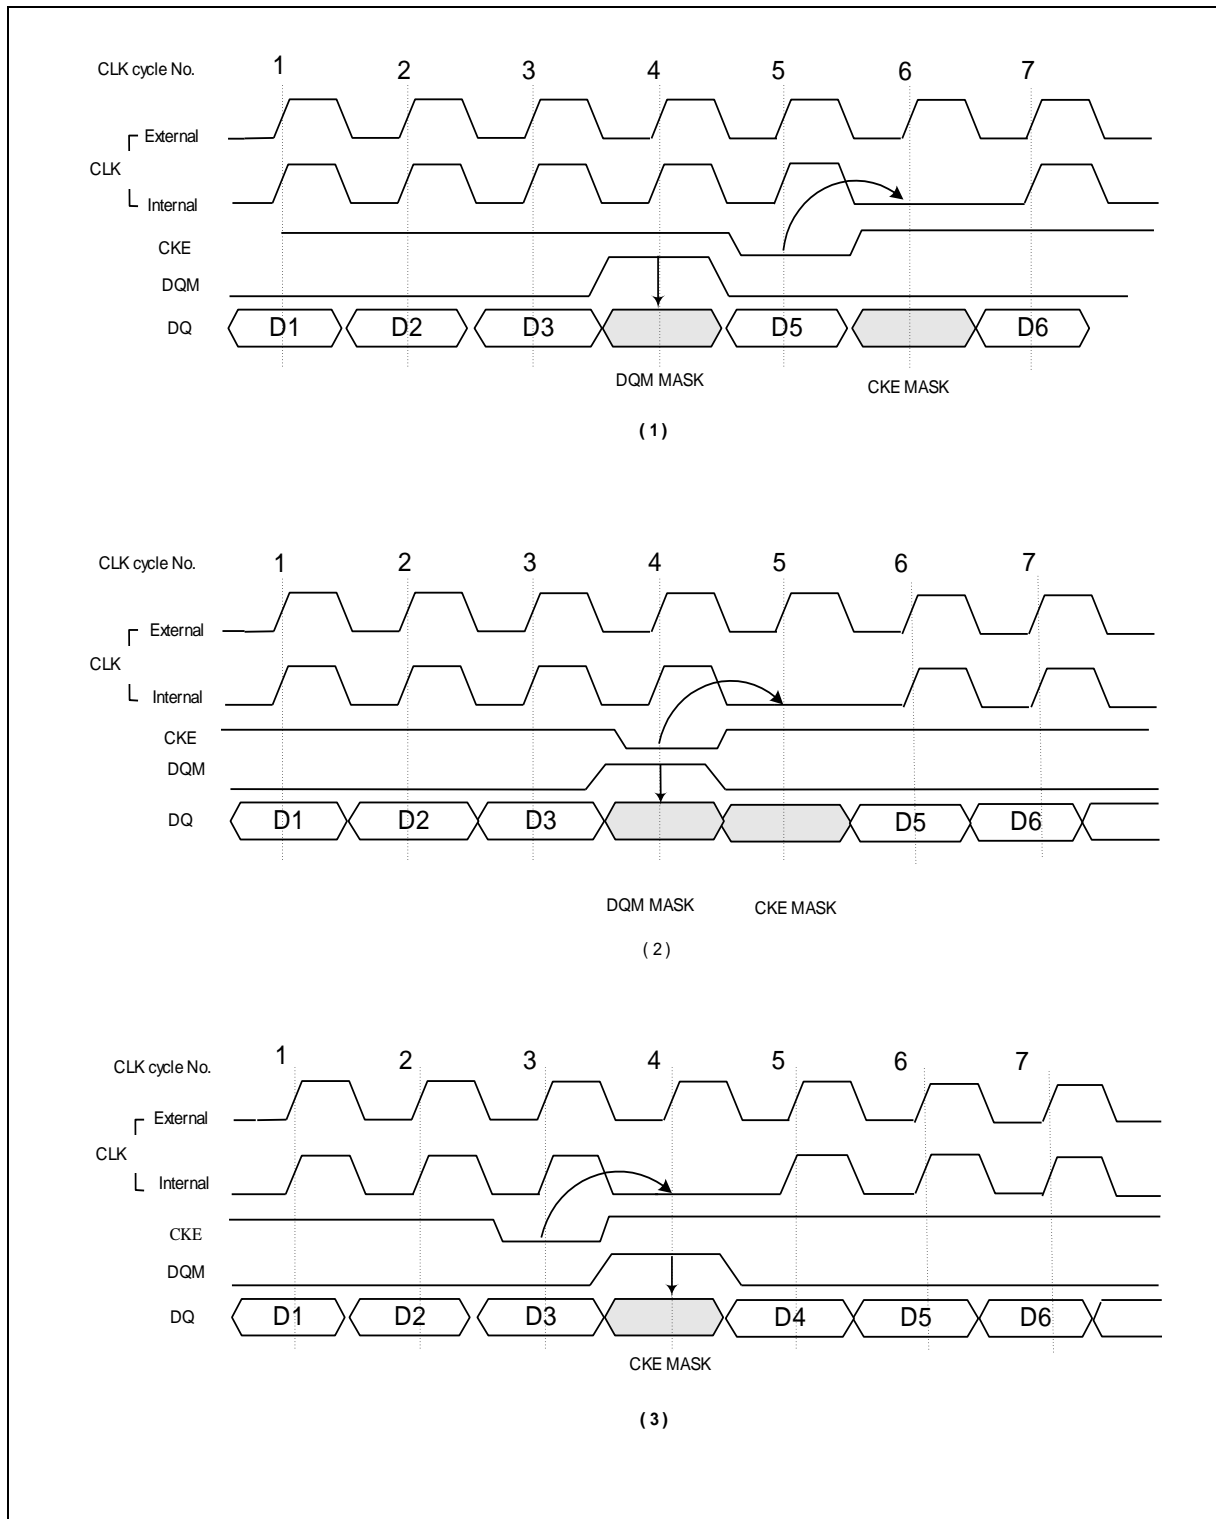 CLK cycle No. 1 2 3 4 5 6 7
External
CLK
Internal
CKE
DQM
DQ D1 D2 D3 D5 D6
DQM MASK CKE MASK
( 1 )
CLK cycle No. 1 2 3 4 5 6 7
External
CLK
Internal
CKE
DQM
DQ D1 D2 D3 D5 D6
DQM MASK CKE MASK
( 2 )
CLK cycle No. 1 2 3 4 5 6 7
External
CLK
Internal
CKE
DQM
DQ D1 D2 D3 D4 D5 D6
CKE MASK
( 3 )